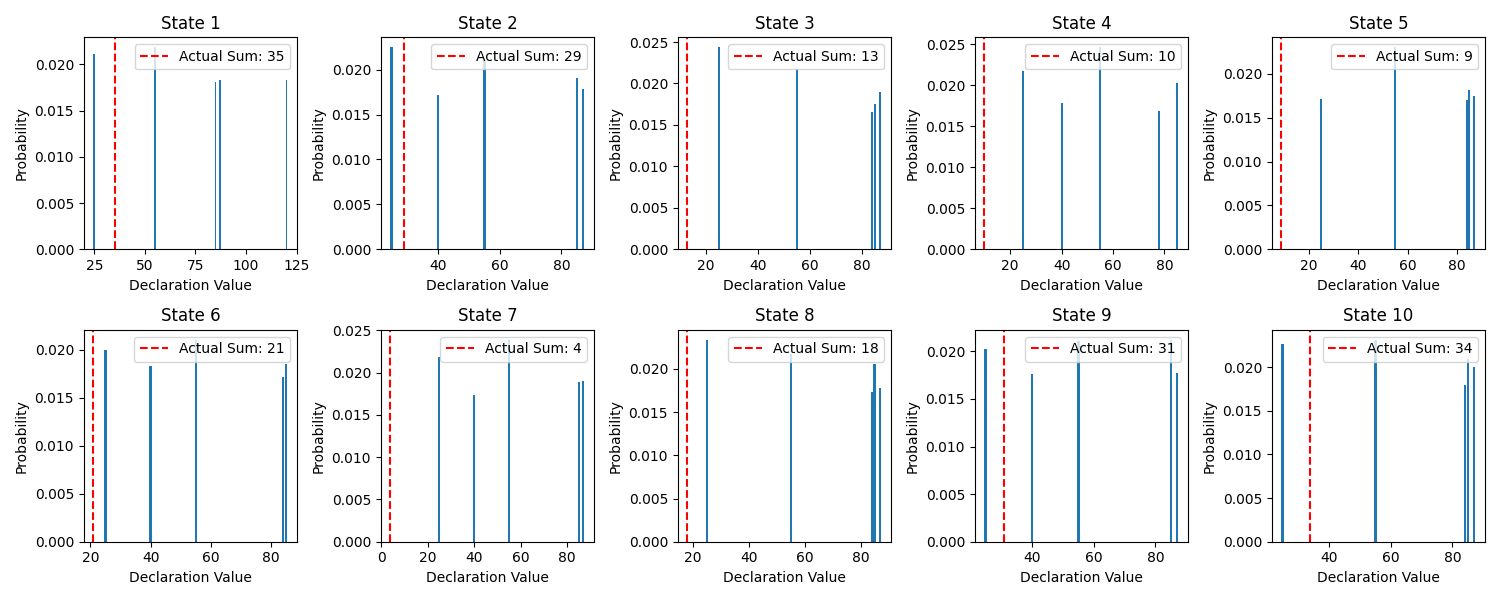 State 1
Actual Sum: 35
Probability
0.020
0.015
0.010
0.005
0.000
25 50 75 100 125
Declaration Value
State 2
Actual Sum: 29
Probability
0.020
0.015
0.010
0.005
0.000
40 60 80
Declaration Value
State 3
Actual Sum: 13
Probability
0.025
0.020
0.015
0.010
0.005
0.000
20 40 60 80
Declaration Value
State 4
Actual Sum: 10
Probability
0.025
0.020
0.015
0.010
0.005
0.000
20 40 60 80
Declaration Value
State 5
Actual Sum: 9
Probability
0.020
0.015
0.010
0.005
0.000
20 40 60 80
Declaration Value
State 6
Actual Sum: 21
Probability
0.020
0.015
0.010
0.005
0.000
20 40 60 80
Declaration Value
State 7
Actual Sum: 4
Probability
0.025
0.020
0.015
0.010
0.005
0.000
0 20 40 60 80
Declaration Value
State 8
Actual Sum: 18
Probability
0.020
0.015
0.010
0.005
0.000
20 40 60 80
Declaration Value
State 9
Actual Sum: 31
Probability
0.020
0.015
0.010
0.005
0.000
40 60 80
Declaration Value
State 10
Actual Sum: 34
Probability
0.020
0.015
0.010
0.005
0.000
40 60 80
Declaration Value